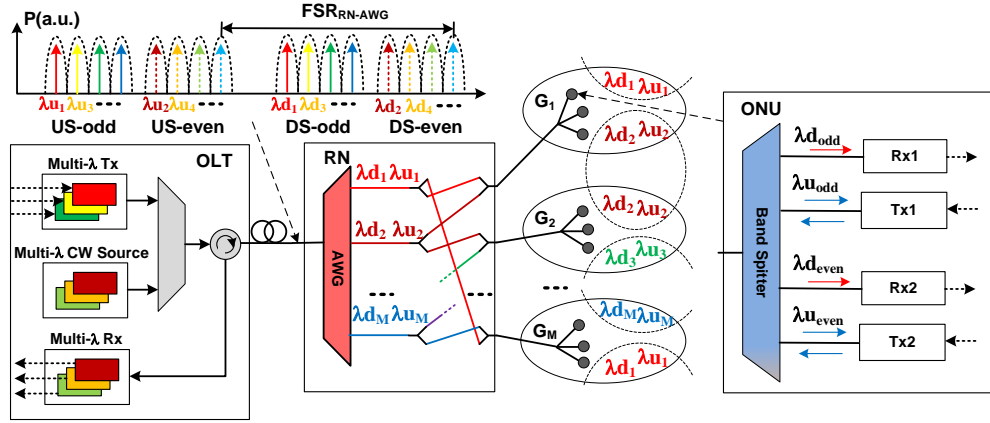 P(a.u.)
FSRRN-AWG
λu1 λu3
λu2 λu4
λd1 λd3
λd2 λd4
US-odd
US-even
DS-odd
DS-even
OLT
Multi-λ Tx
Multi-λ CW Source
Multi-λ Rx
RN
AWG
λd1 λu1
λd2 λu2
λdM λuM
G1
λd1 λu1
λd2 λu2
G2
λd2 λu2
λd3 λu3
GM
λdM λuM
λd1 λu1
ONU
Band Spitter
λdodd
Rx1
λuodd
Tx1
λdeven
Rx2
λueven
Tx2